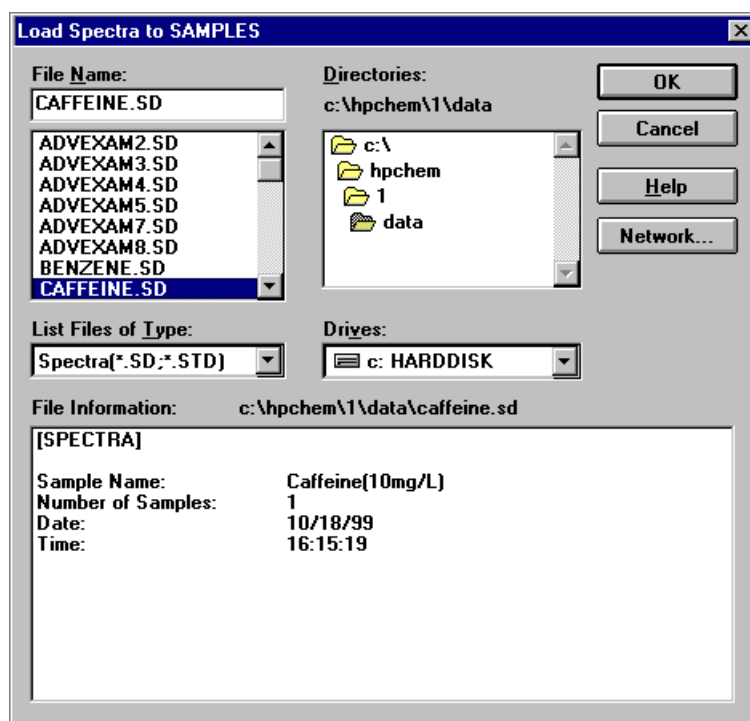 Load Spectra to SAMPLES
File Name:
CAFFEINE.SD
ADVEXAM2.SD
ADVEXAM3.SD
ADVEXAM4.SD
ADVEXAM5.SD
ADVEXAM7.SD
ADVEXAM8.SD
BENZENE.SD
CAFFEINE.SD
Directories:
c:\hpchem\1\data
c:\
hpchem
1
data
OK
Cancel
Help
Network...
List Files of Type:
Spectra(*.SD;*.STD)
Drives:
c: HARDDISK
File Information: c:\hpchem\1\data\caffeine.sd
[SPECTRA]
Sample Name: Caffeine(10mg/L)
Number of Samples: 1
Date: 10/18/99
Time: 16:15:19